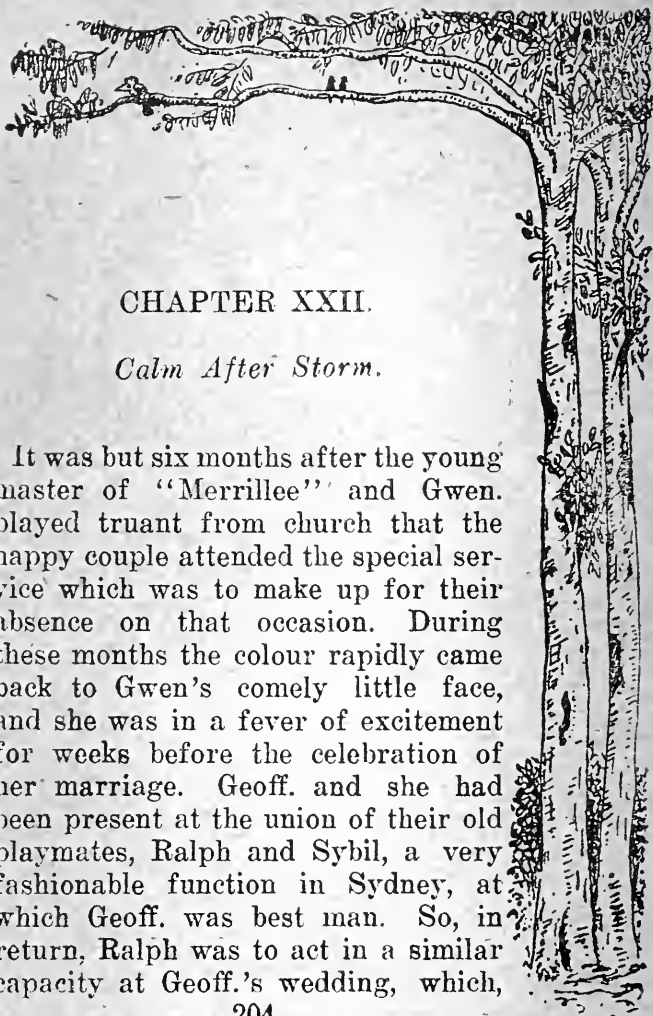 CHAPTER XXII.
Calm After Storm.
It was but six months after the young
master of "Merrillee" and Gwen.
played truant from church that the
happy couple attended the special ser-
vice which was to make up for their
absence on that occasion. During
these months the colour rapidly came
back to Gwen's comely little face,
and she was in a fever of excitement
for weeks before the celebration of
her marriage. Geoff. and she had
been present at the union of their old
playmates, Ralph and Sybil, a very
fashionable function in Sydney, at
which Geoff. was best man. So, in
return, Ralph was to act in a similar
capacity at Geoff.'s wedding, which,
204